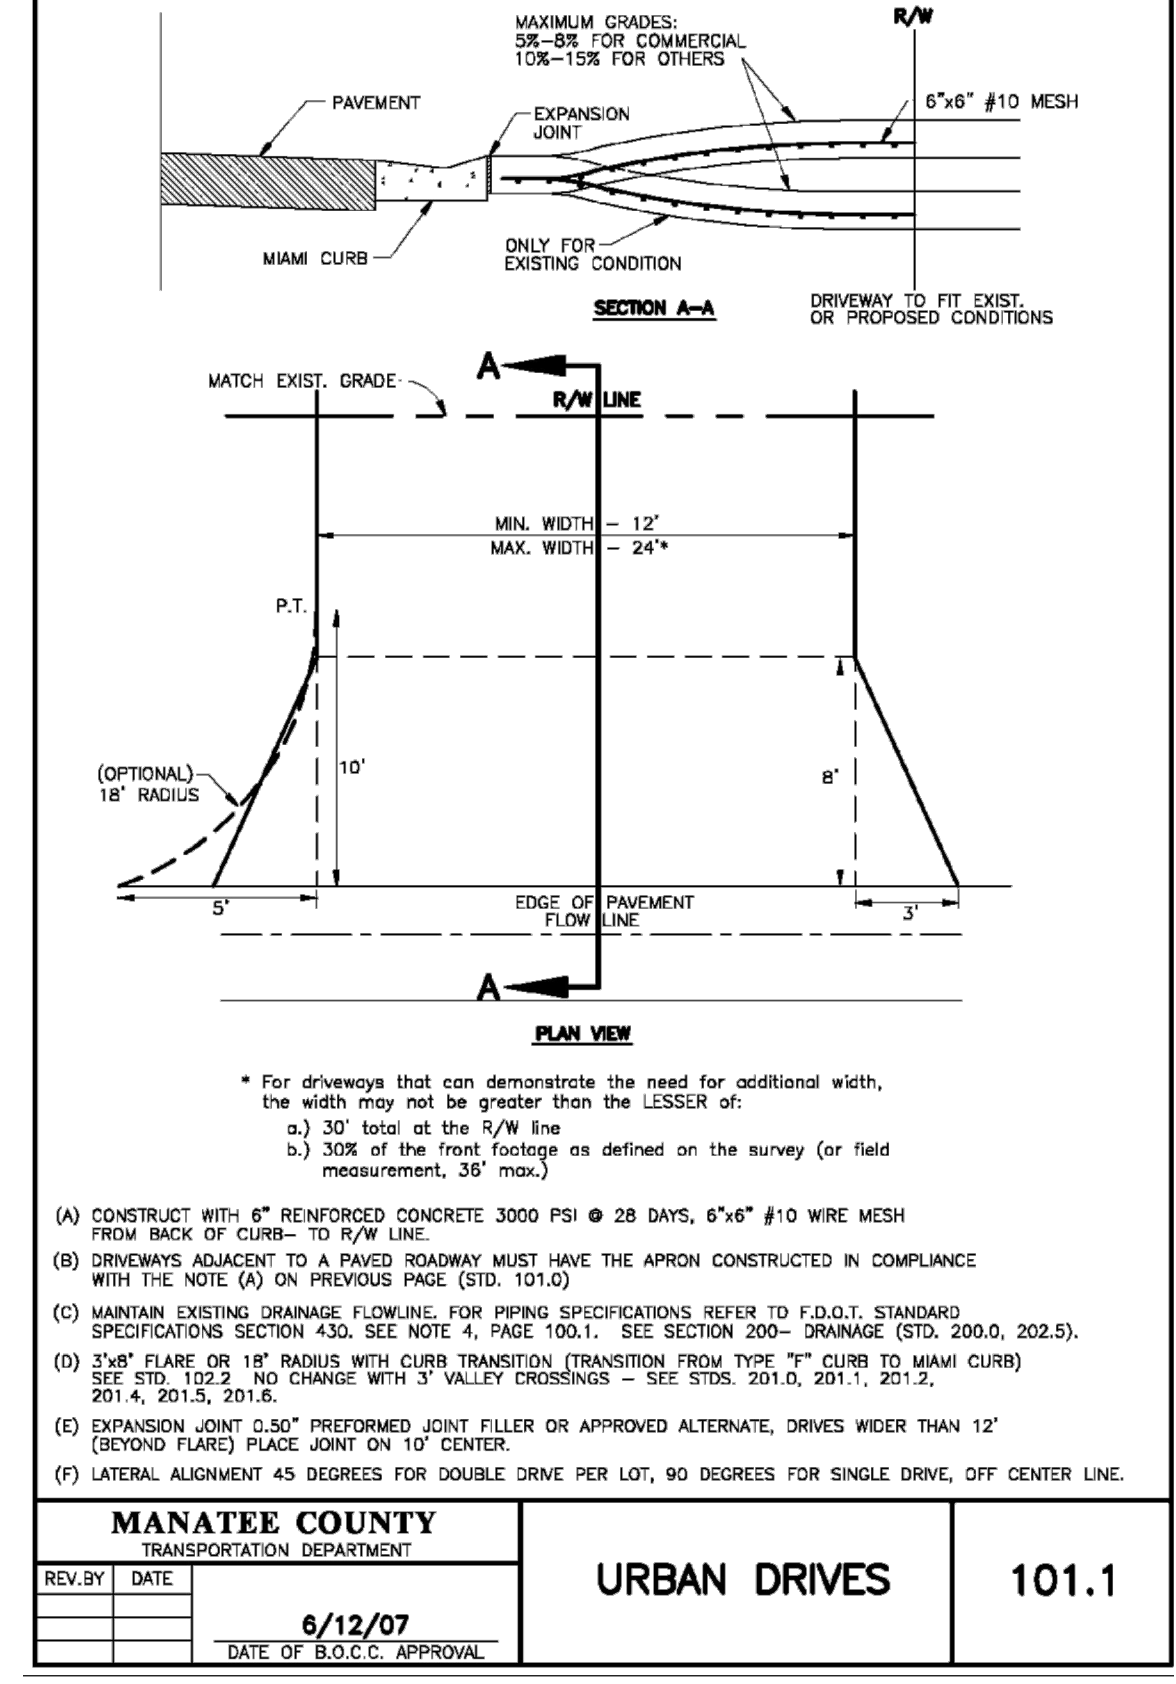 MAXIMUM GRADES:
5%–8% FOR COMMERCIAL
10%–15% FOR OTHERS
R/W
PAVEMENT
EXPANSION
JOINT
6"x6" #10 MESH
MIAMI CURB
ONLY FOR
EXISTING CONDITION
SECTION A–A
DRIVEWAY TO FIT EXIST.
OR PROPOSED CONDITIONS
A
MATCH EXIST. GRADE
R/W LINE
MIN. WIDTH – 12'
MAX. WIDTH – 24'*
P.T.
(OPTIONAL)
18' RADIUS
10'
8'
5'
3'
EDGE OF PAVEMENT
FLOW LINE
A
PLAN VIEW
* For driveways that can demonstrate the need for additional width,
the width may not be greater than the LESSER of:
a.) 30' total at the R/W line
b.) 30% of the front footage as defined on the survey (or field
measurement, 36' max.)
(A) CONSTRUCT WITH 6" REINFORCED CONCRETE 3000 PSI @ 28 DAYS, 6"x6" #10 WIRE MESH
FROM BACK OF CURB– TO R/W LINE.
(B) DRIVEWAYS ADJACENT TO A PAVED ROADWAY MUST HAVE THE APRON CONSTRUCTED IN COMPLIANCE
WITH THE NOTE (A) ON PREVIOUS PAGE (STD. 101.0)
(C) MAINTAIN EXISTING DRAINAGE FLOWLINE. FOR PIPING SPECIFICATIONS REFER TO F.D.O.T. STANDARD
SPECIFICATIONS SECTION 430. SEE NOTE 4, PAGE 100.1. SEE SECTION 200– DRAINAGE (STD. 200.0, 202.5).
(D) 3'x8' FLARE OR 18' RADIUS WITH CURB TRANSITION (TRANSITION FROM TYPE "F" CURB TO MIAMI CURB)
SEE STD. 102.2 NO CHANGE WITH 3' VALLEY CROSSINGS – SEE STDS. 201.0, 201.1, 201.2,
201.4, 201.5, 201.6.
(E) EXPANSION JOINT 0.50" PREFORMED JOINT FILLER OR APPROVED ALTERNATE, DRIVES WIDER THAN 12'
(BEYOND FLARE) PLACE JOINT ON 10' CENTER.
(F) LATERAL ALIGNMENT 45 DEGREES FOR DOUBLE DRIVE PER LOT, 90 DEGREES FOR SINGLE DRIVE, OFF CENTER LINE.
MANATEE COUNTY
TRANSPORTATION DEPARTMENT
REV.BY DATE
6/12/07
DATE OF B.O.C.C. APPROVAL
URBAN DRIVES
101.1